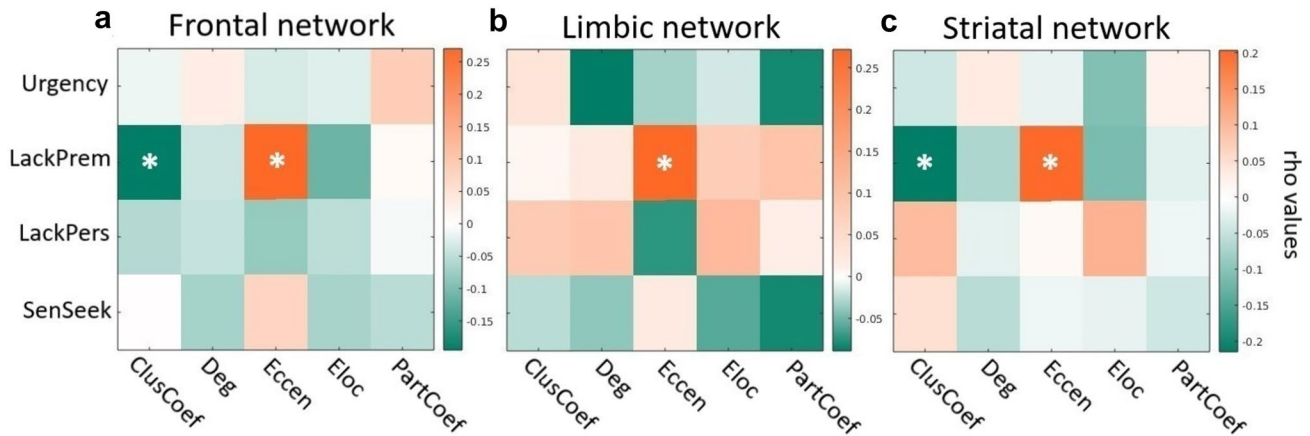 a Frontal network
b Limbic network
c Striatal network
Urgency
LackPrem
LackPers
SenSeek
* *
*
* *
0.25
0.2
0.15
0.1
0.05
0
-0.05
-0.1
-0.15
0.25
0.2
0.15
0.1
0.05
0
-0.05
0.2
0.15
0.1
0.05
0
-0.05
-0.1
-0.15
-0.2
rho values
ClusCoef
Deg
Eccen
Eloc
PartCoef
ClusCoef
Deg
Eccen
Eloc
PartCoef
ClusCoef
Deg
Eccen
Eloc
PartCoef